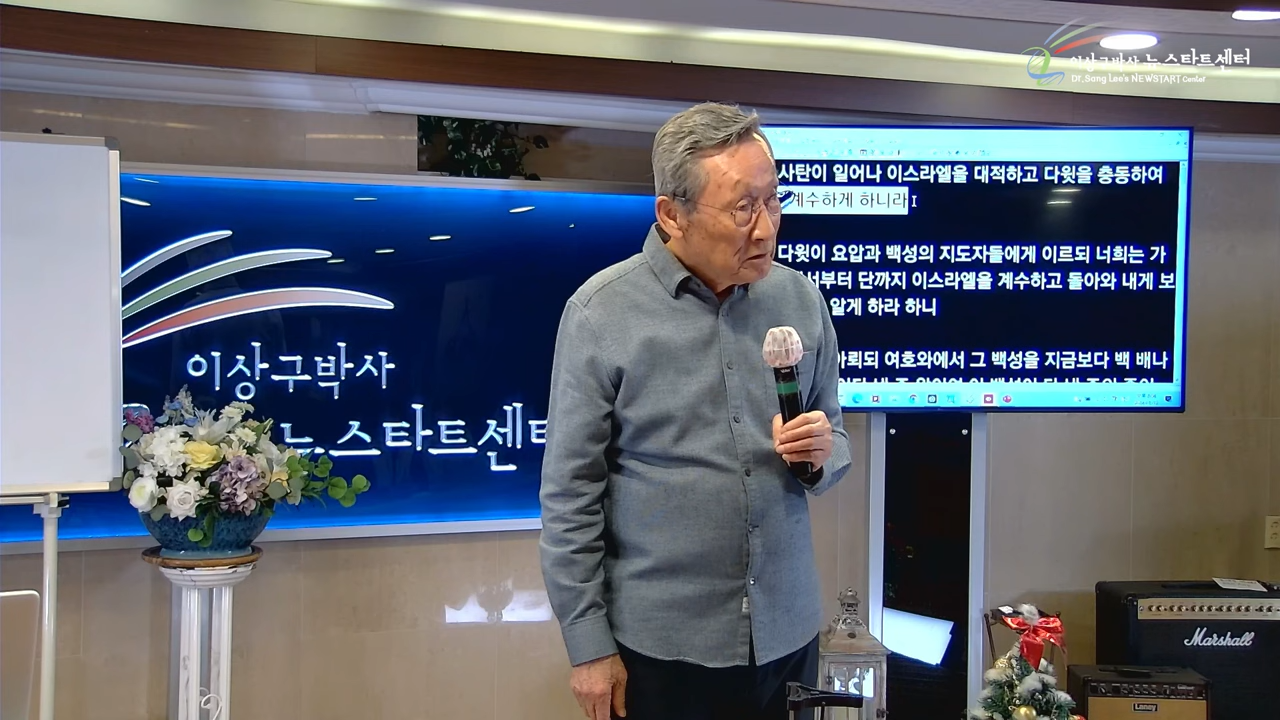 이상구박사 뉴스타트센터
Dr. Sang Lee's NEWSTART Center
사탄이 일어나 이스라엘을 대적하고 다윗을 충동하여
계수하게 하니라
다윗이 요압과 백성의 지도자들에게 이르되 너희는 가
서부터 단까지 이스라엘을 계수하고 돌아와 내게 보
알게 하라 하니
아뢰되 여호와께서 그 백성을 지금보다 백 배나
이상구박사
뉴스타트센터
Marshall
Laney